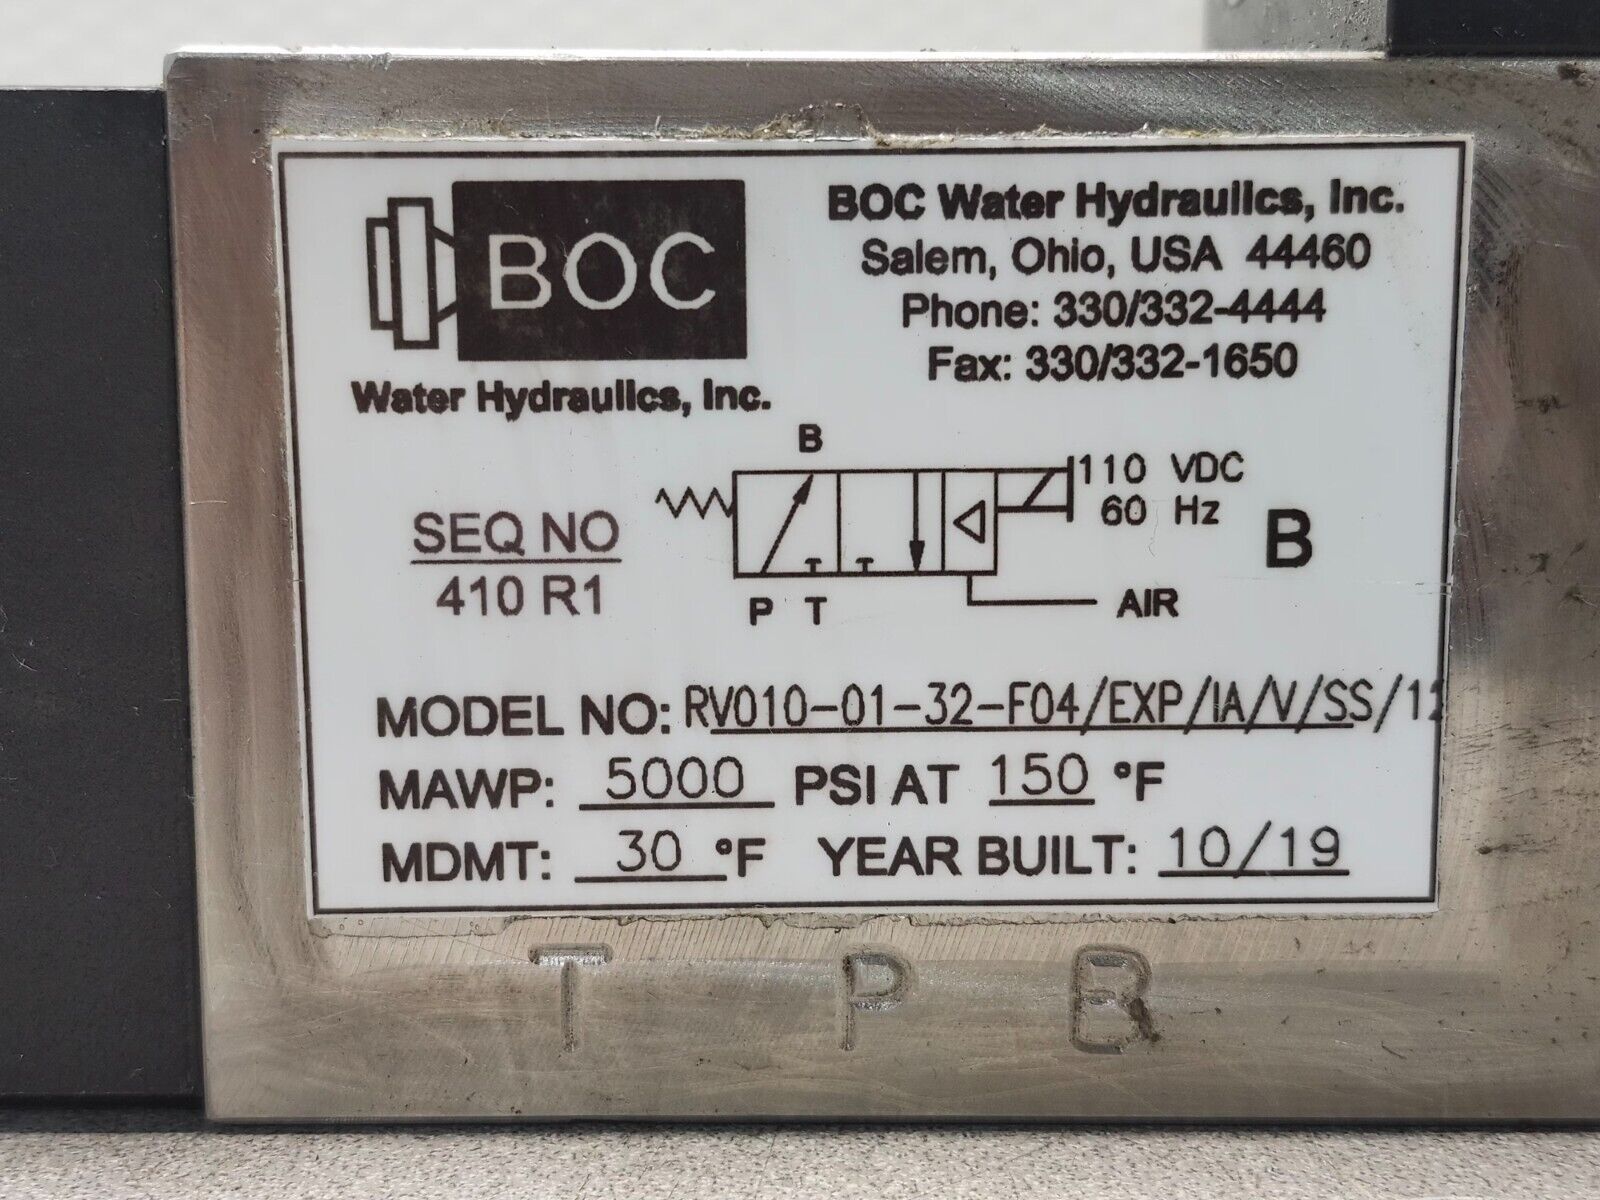 BOC
Water Hydraulics, Inc.
BOC Water Hydraulics, Inc.
Salem, Ohio, USA 44460
Phone: 330/332-4444
Fax: 330/332-1650
SEQ NO
410 R1
B
110 VDC
60 Hz
B
P T
AIR
MODEL NO: RV010-01-32-F04/EXP/IA/V/SS/12
MAWP: 5000 PSI AT 150 °F
MDMT: 30 °F YEAR BUILT: 10/19
T P B